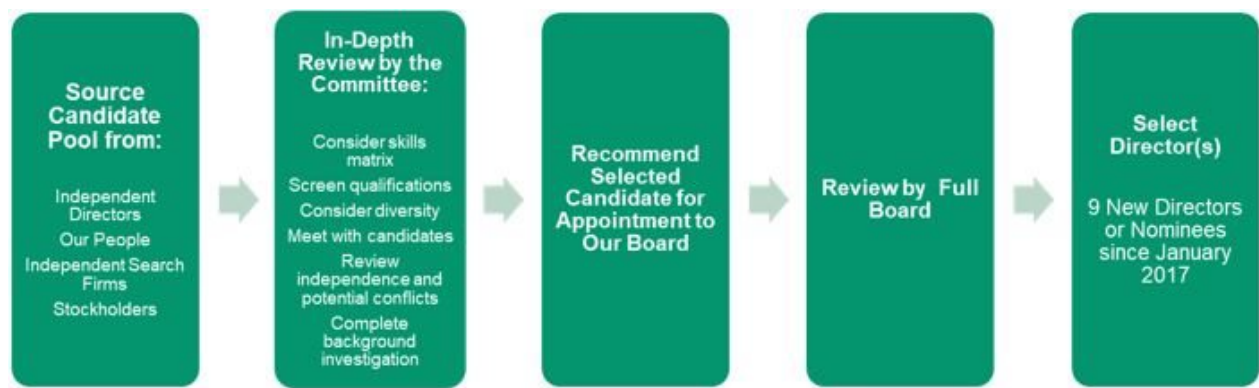 Source
Candidate
Pool from:
Independent
Directors
Our People
Independent Search
Firms
Stockholders
In-Depth
Review by the
Committee:
Consider skills
matrix
Screen qualifications
Consider diversity
Meet with candidates
Review
independence and
potential conflicts
Complete
background
investigation
Recommend
Selected
Candidate for
Appointment to
Our Board
Review by Full
Board
Select
Director(s)
9 New Directors
or Nominees
since January
2017